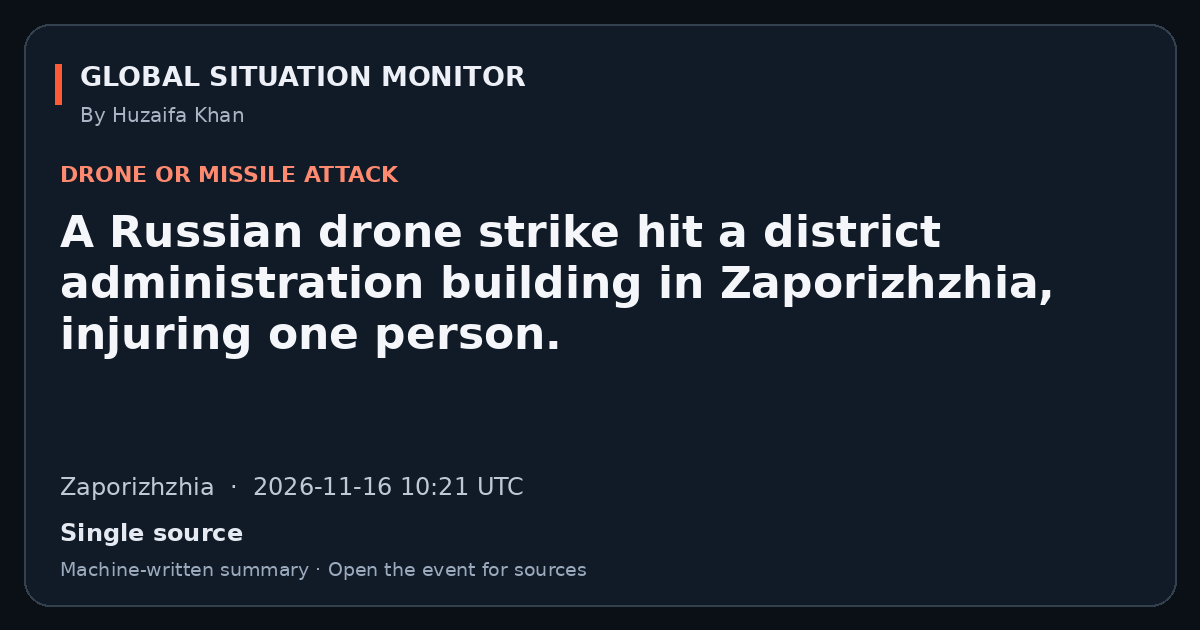 GLOBAL SITUATION MONITOR
By Huzaifa Khan
DRONE OR MISSILE ATTACK
A Russian drone strike hit a district
administration building in Zaporizhzhia,
injuring one person.
Zaporizhzhia · 2026-11-16 10:21 UTC
Single source
Machine-written summary · Open the event for sources